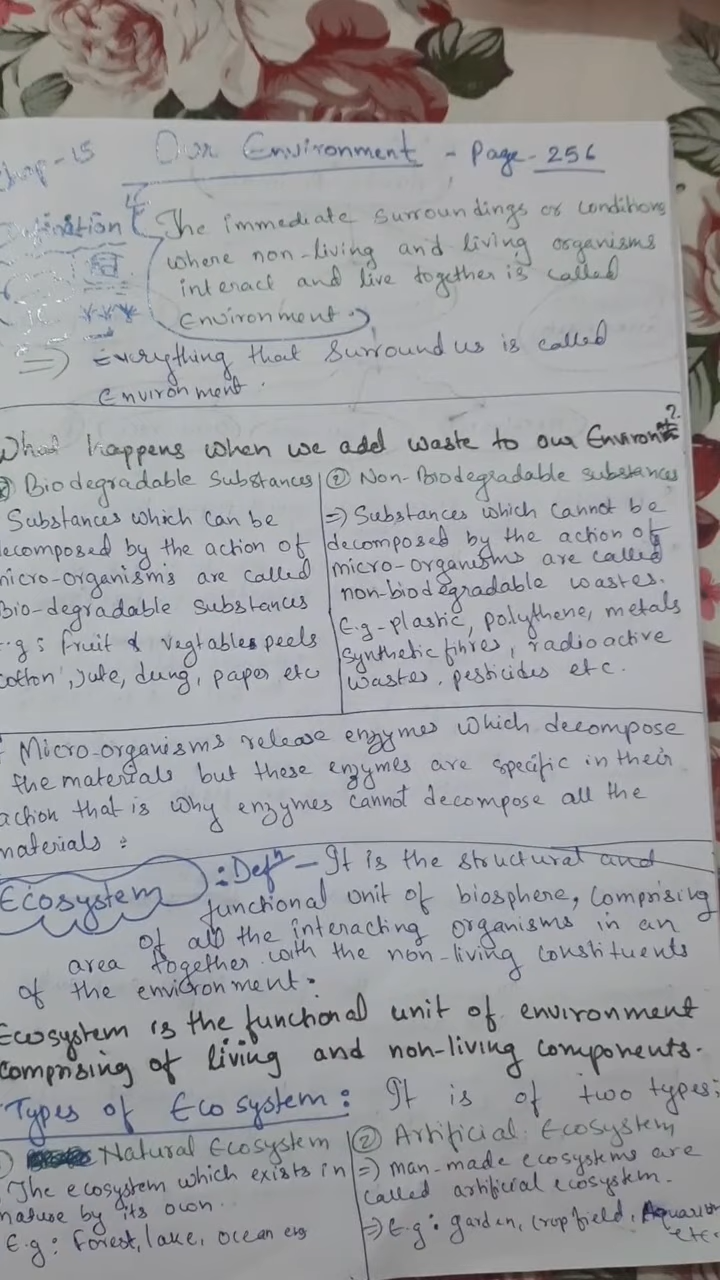 Chap-15 Our Environment - Page-256
Definition The immediate surroundings or conditions
where non-living and living organisms
interact and live together is called
Environment.
=> Everything that surround us is called
Environment.
What happens when we add waste to our Environ?
Biodegradable Substances
Substances which can be
decomposed by the action of
micro-organisms are called
Bio-degradable substances
e.g: fruit & vegtables peels
cotton, jute, dung, paper etc
② Non-Biodegradable substances
=> Substances which cannot be
decomposed by the action of
micro-organisms are called
non-biodegradable wastes.
E.g - plastic, polythene, metals
synthetic fibres, radioactive
wastes, pesticides etc.
Micro-organisms release enzymes which decompose
the materials but these enzymes are specific in their
action that is why enzymes cannot decompose all the
materials:
Ecosystem: Defn - It is the structural and
functional unit of biosphere, comprising
of all the interacting organisms in an
area together with the non-living constituents
of the environment.
Ecosystem is the functional unit of environment
comprising of living and non-living components.
Types of Ecosystem: It is of two types:
Natural Ecosystem
The ecosystem which exists in
nature by its own.
E.g: Forest, lake, ocean
② Artificial Ecosystem
=> man-made ecosystems are
called artificial ecosystem.
=> E.g: garden, crop field, Aquarium
etc.